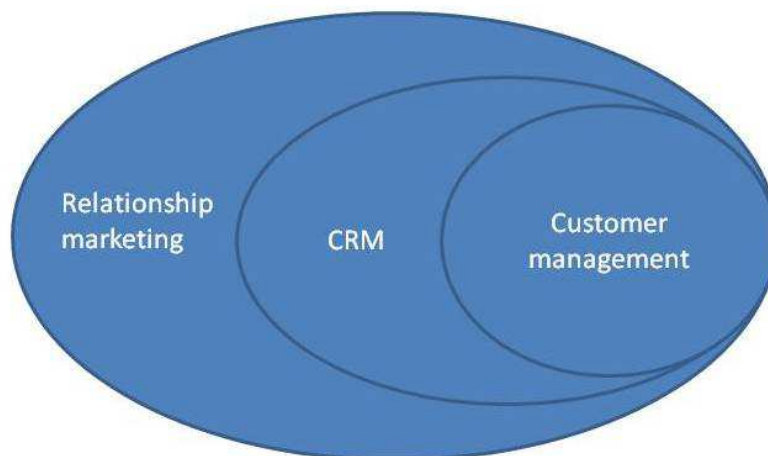 Relationship
marketing
CRM
Customer
management